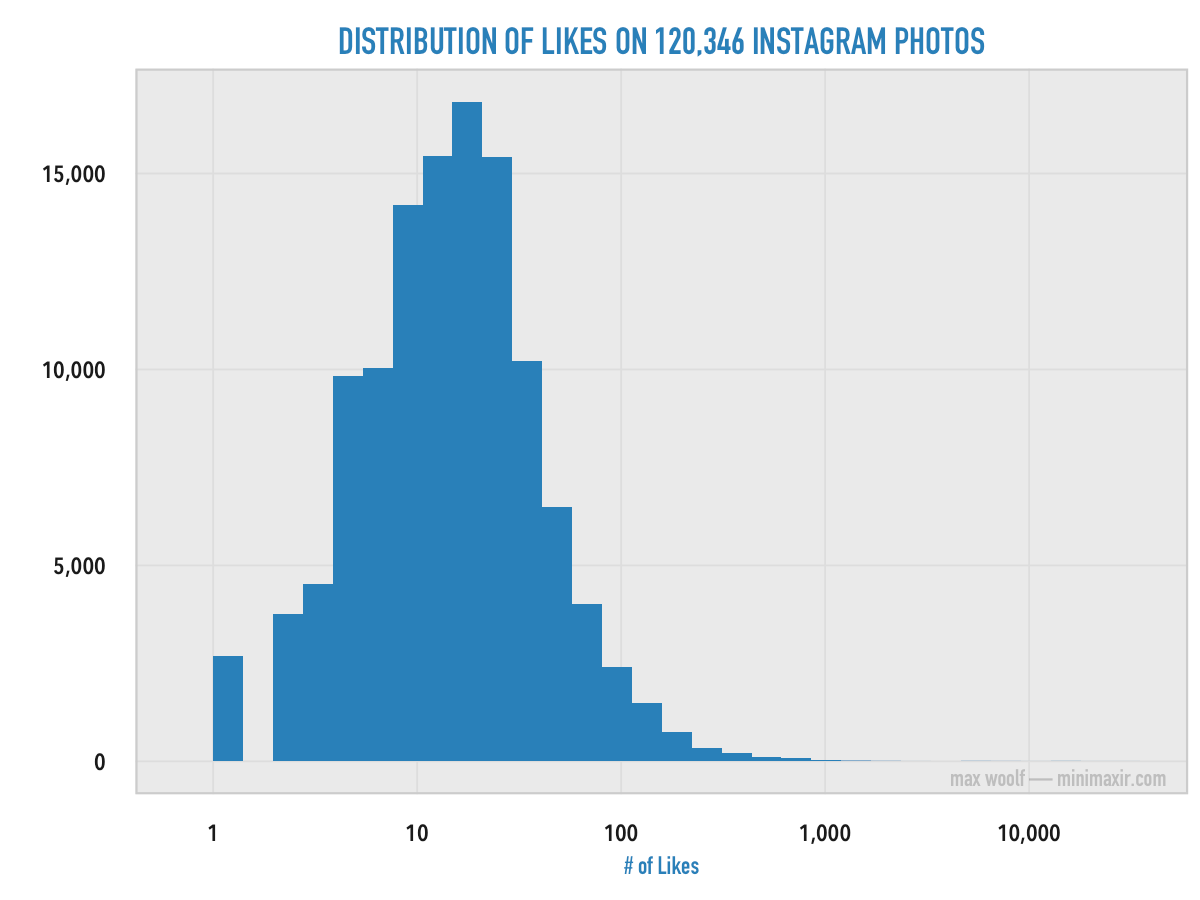 DISTRIBUTION OF LIKES ON 120,346 INSTAGRAM PHOTOS
15,000
10,000
5,000
0
max woolf — minimaxir.com
1 10 100 1,000 10,000
# of Likes